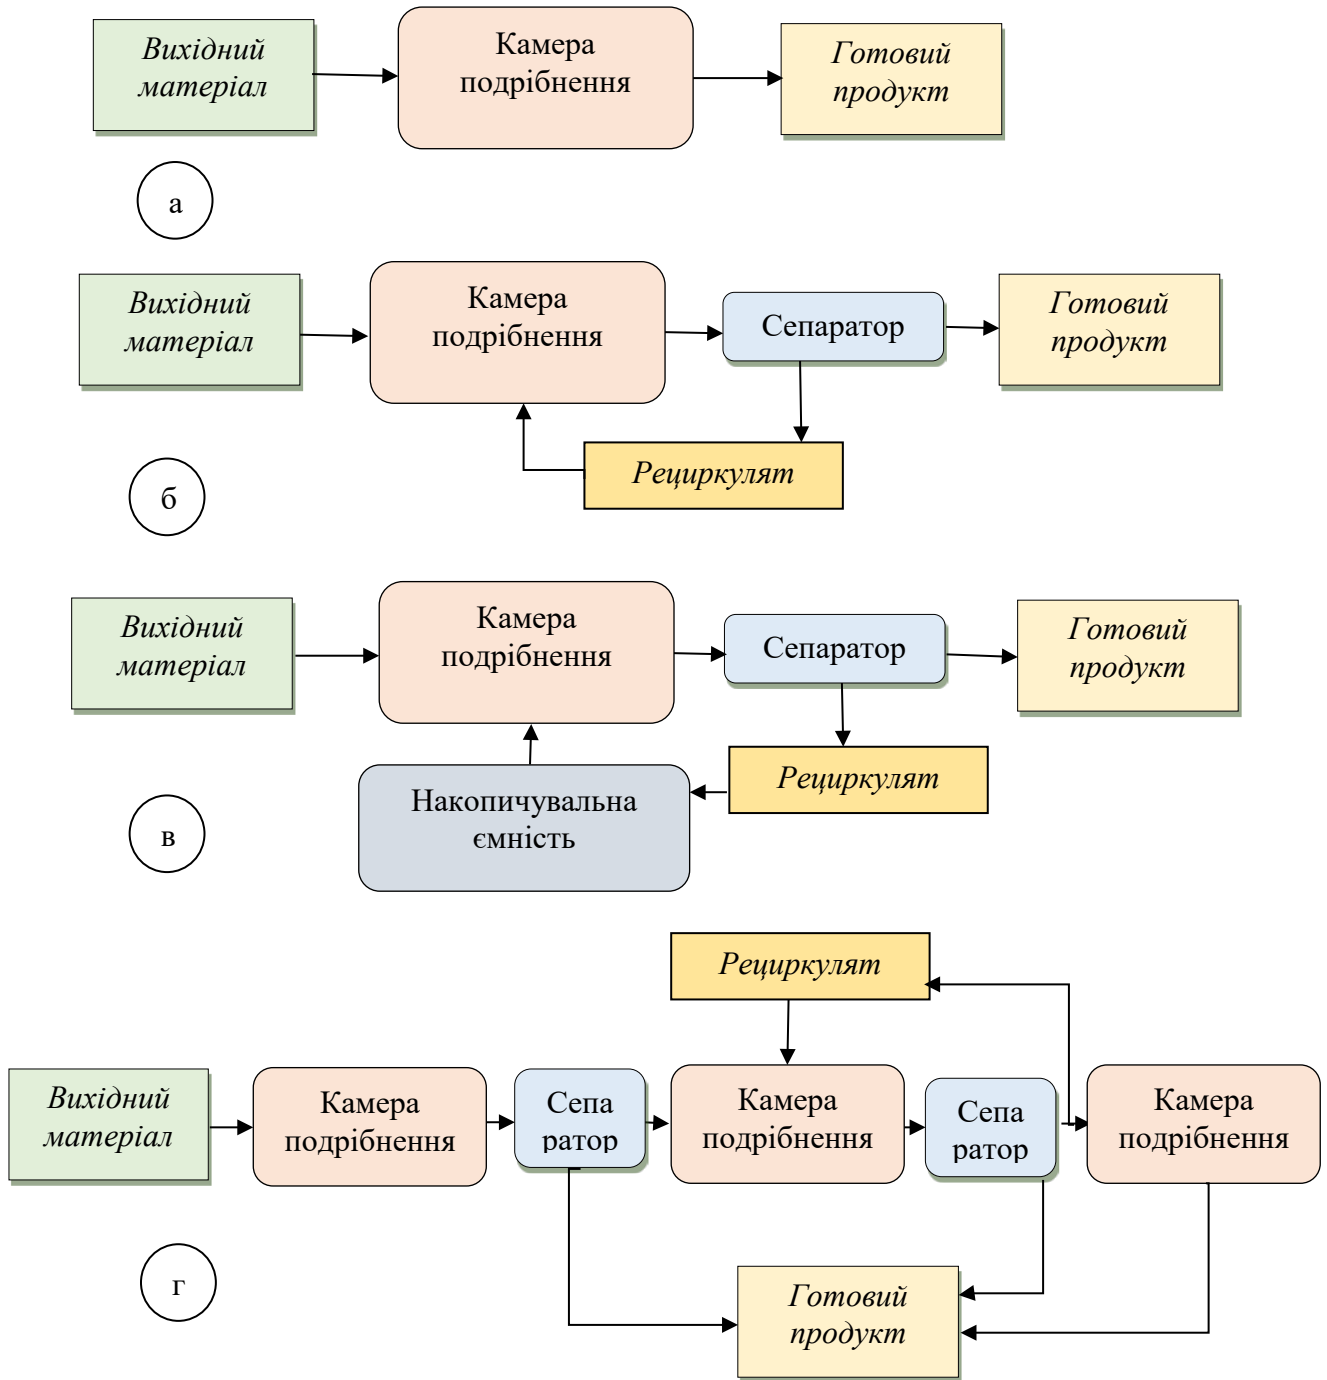 Вихідний
матеріал
Камера
подрібнення
Готовий
продукт
а
Вихідний
матеріал
Камера
подрібнення
Сепаратор
Готовий
продукт
Рециркулят
б
Вихідний
матеріал
Камера
подрібнення
Сепаратор
Готовий
продукт
Рециркулят
Накопичувальна
ємність
в
Рециркулят
Вихідний
матеріал
Камера
подрібнення
Сепа
ратор
Камера
подрібнення
Сепа
ратор
Камера
подрібнення
г
Готовий
продукт